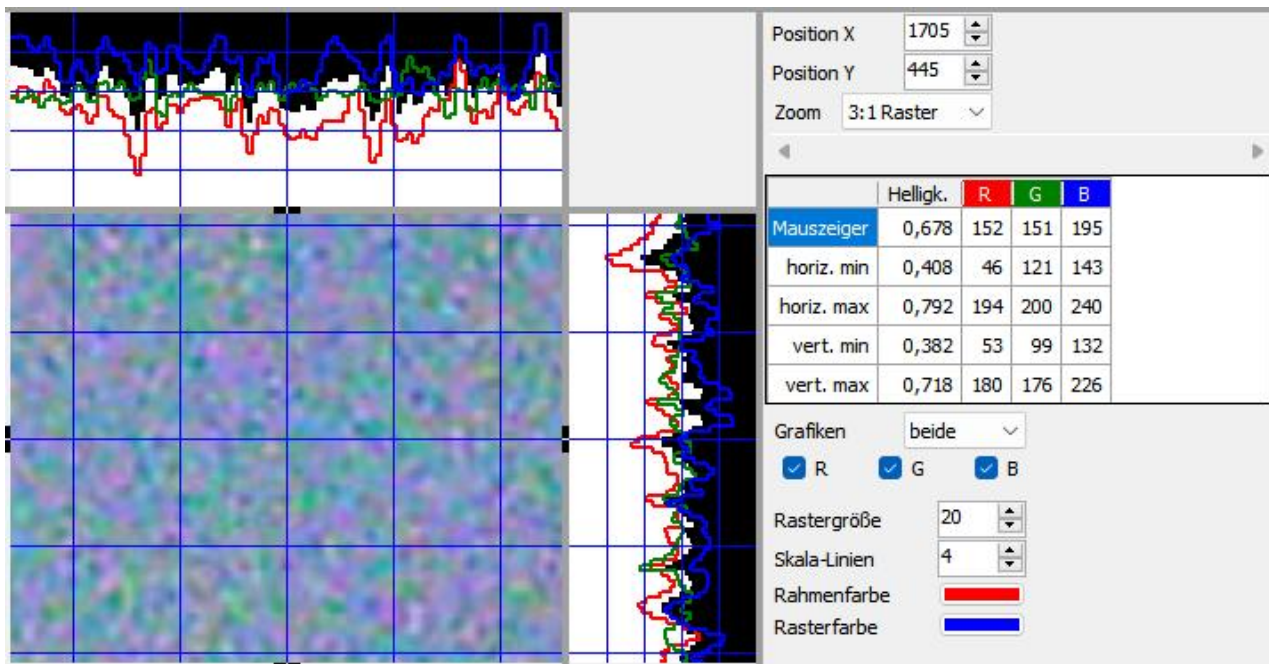 Position X 1705
Position Y 445
Zoom 3:1 Raster
Helligk. R G B
Mauszeiger 0,678 152 151 195
horiz. min 0,408 46 121 143
horiz. max 0,792 194 200 240
vert. min 0,382 53 99 132
vert. max 0,718 180 176 226
Grafiken beide
R G B
Rastergröße 20
Skala-Linien 4
Rahmenfarbe
Rasterfarbe